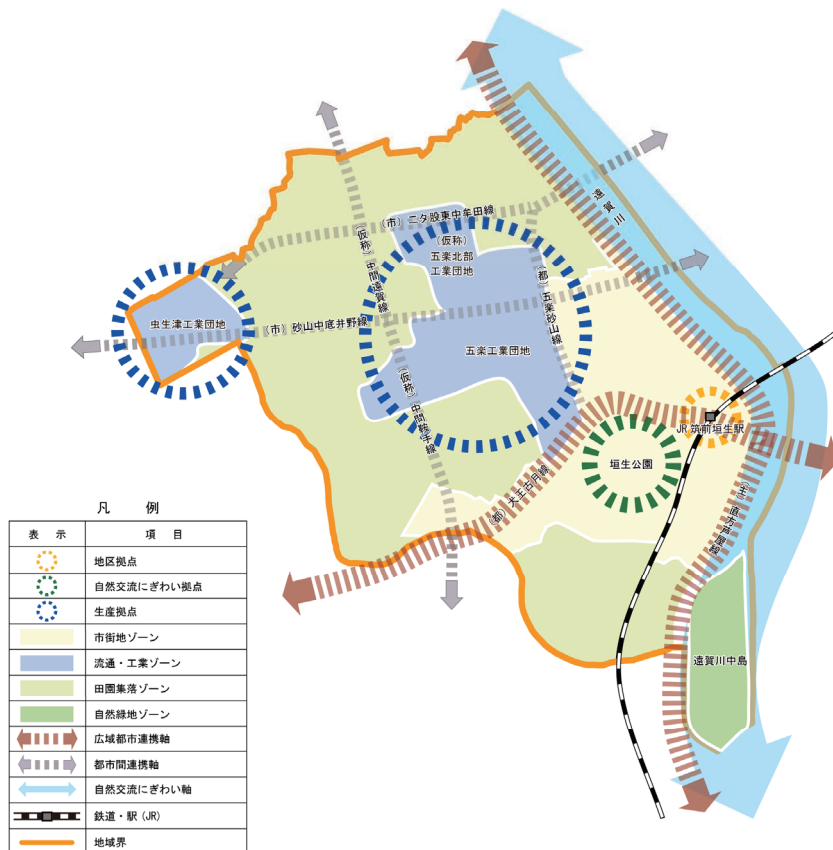 遠賀川
(市)二タ股東中牟田線
(仮称)
五楽北部
工業団地
(仮称)中間遠賀線
(都)五楽砂山線
虫生津工業団地
(市)砂山中底井野線
五楽工業団地
(仮称)中間鞍手線
JR筑前垣生駅
垣生公園
(都)犬王古月線
(主)直方芦屋線
遠賀川中島
凡 例
表 示 項 目
地区拠点
自然交流にぎわい拠点
生産拠点
市街地ゾーン
流通・工業ゾーン
田園集落ゾーン
自然緑地ゾーン
広域都市連携軸
都市間連携軸
自然交流にぎわい軸
鉄道・駅(JR)
地域界